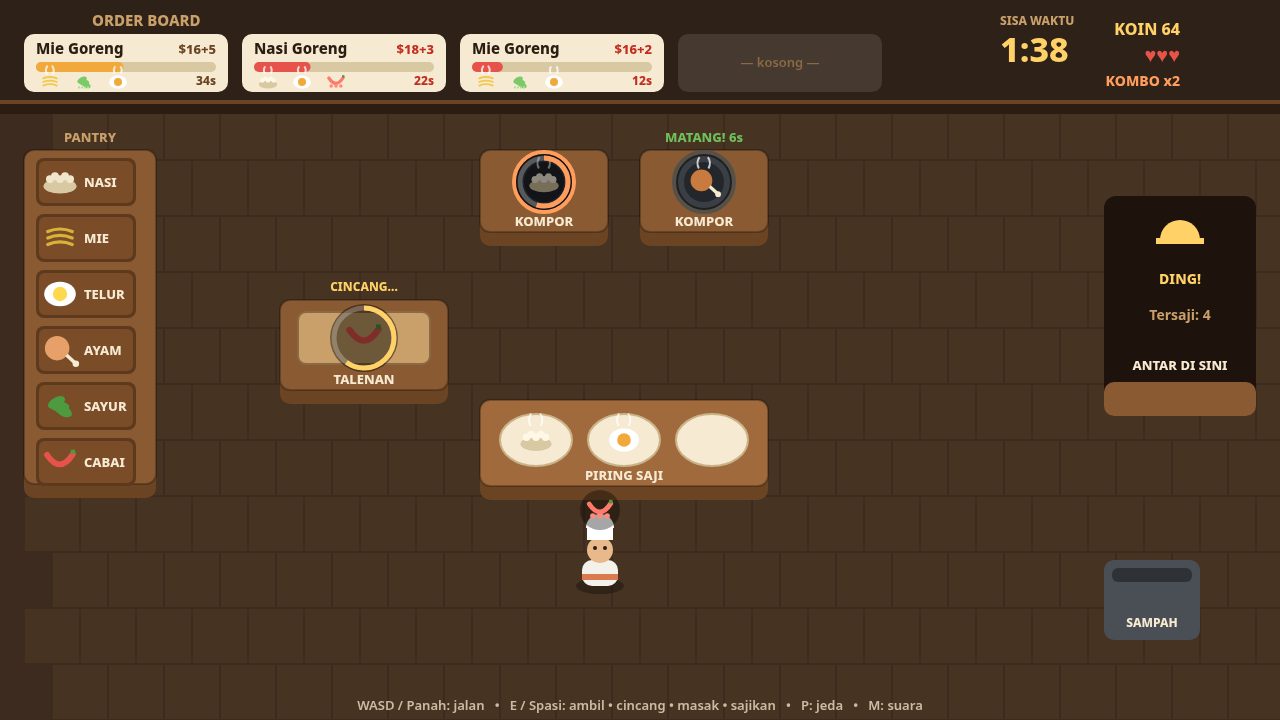 ORDER BOARD
Mie Goreng $16+5
34s
Nasi Goreng $18+3
22s
Mie Goreng $16+2
12s
— kosong —
SISA WAKTU
1:38
KOIN 64
♥♥♥
KOMBO x2
PANTRY
NASI
MIE
TELUR
AYAM
SAYUR
CABAI
KOMPOR
MATANG! 6s
KOMPOR
CINCANG...
TALENAN
PIRING SAJI
DING!
Tersaji: 4
ANTAR DI SINI
SAMPAH
WASD / Panah: jalan • E / Spasi: ambil • cincang • masak • sajikan • P: jeda • M: suara